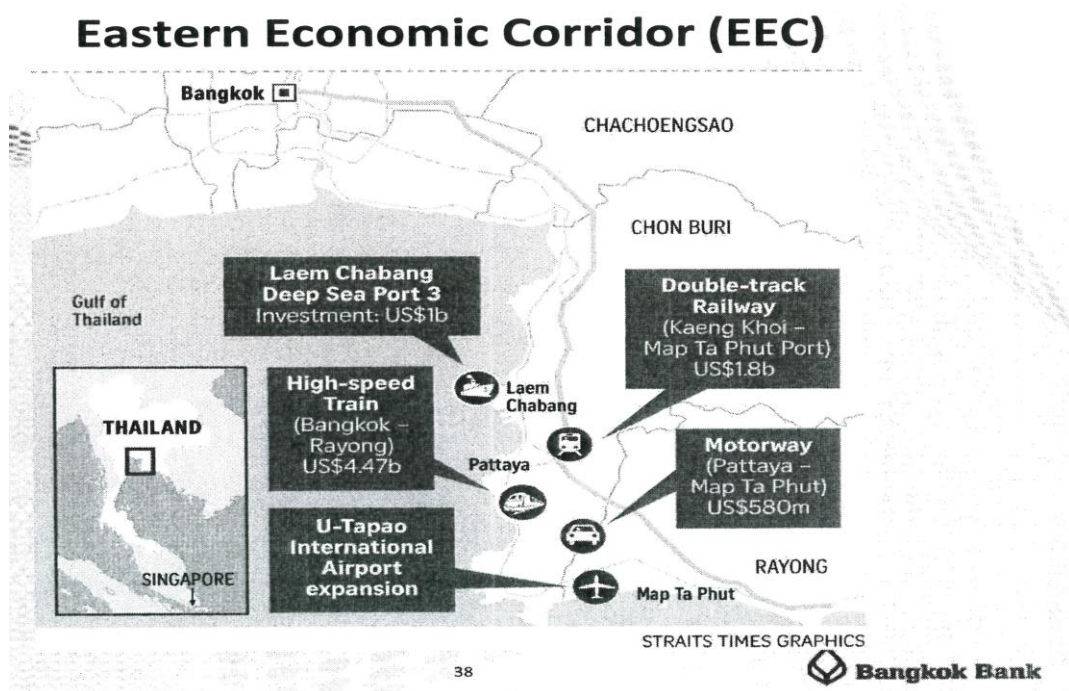 Eastern Economic Corridor (EEC)
Bangkok
CHACHOENGSAO
CHON BURI
Gulf of
Thailand
Laem Chabang
Deep Sea Port 3
Investment: US$1b
Double-track
Railway
(Kaeng Khoi –
Map Ta Phut Port)
US$1.8b
High-speed
Train
(Bangkok –
Rayong)
US$4.47b
Laem
Chabang
THAILAND
SINGAPORE
Pattaya
Motorway
(Pattaya –
Map Ta Phut)
US$580m
U-Tapao
International
Airport
expansion
RAYONG
Map Ta Phut
STRAITS TIMES GRAPHICS
38
Bangkok Bank